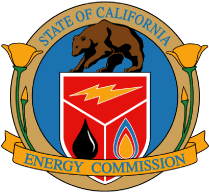 STATE OF CALIFORNIA
ENERGY COMMISSION